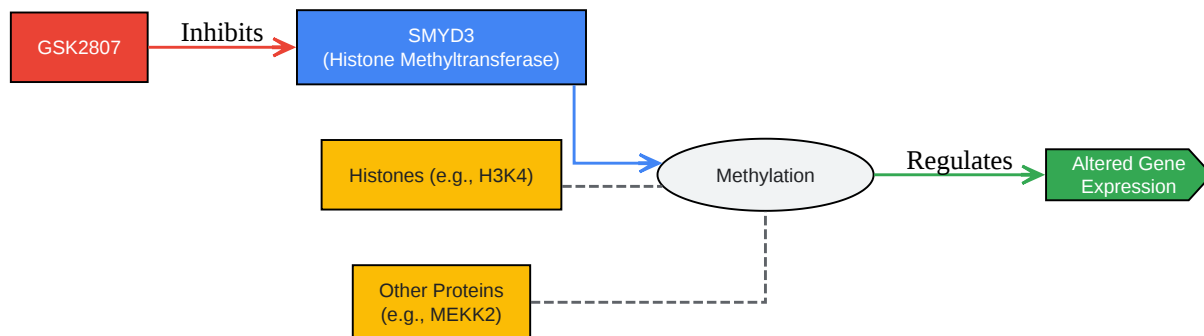 GSK2807
Inhibits
SMYD3
(Histone Methyltransferase)
Histones (e.g., H3K4)
Methylation
Regulates
Altered Gene
Expression
Other Proteins
(e.g., MEKK2)